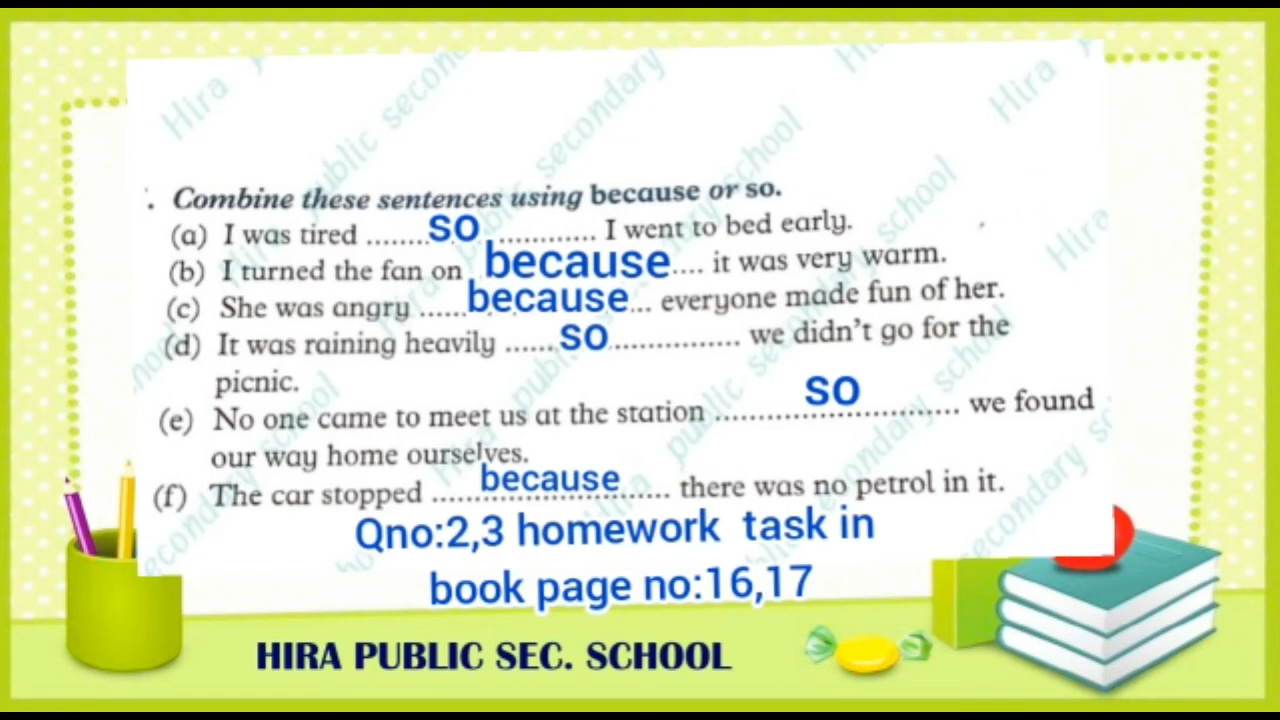 . Combine these sentences using because or so.
(a) I was tired ........so............. I went to bed early.
(b) I turned the fan on because.... it was very warm.
(c) She was angry ......because... everyone made fun of her.
(d) It was raining heavily ......so............... we didn't go for the
picnic.
(e) No one came to meet us at the station ............so............ we found
our way home ourselves.
(f) The car stopped ......because...... there was no petrol in it.
Qno:2,3 homework task in
book page no:16,17
HIRA PUBLIC SEC. SCHOOL